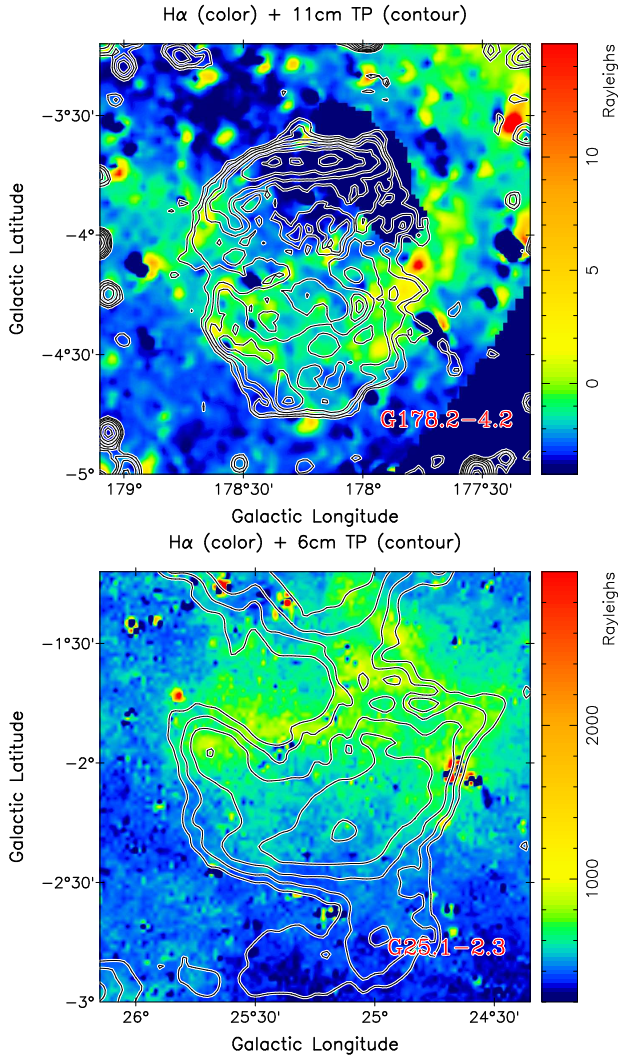 Hα (color) + 11cm TP (contour)
Rayleighs
−3°30'
10
−4°
Galactic Latitude
5
−4°30'
0
G178.2−4.2
−5°
179°
178°30'
178°
177°30'
Galactic Longitude
Hα (color) + 6cm TP (contour)
Rayleighs
−1°30'
2000
−2°
Galactic Latitude
−2°30'
1000
G25.1−2.3
−3°
26°
25°30'
25°
24°30'
Galactic Longitude